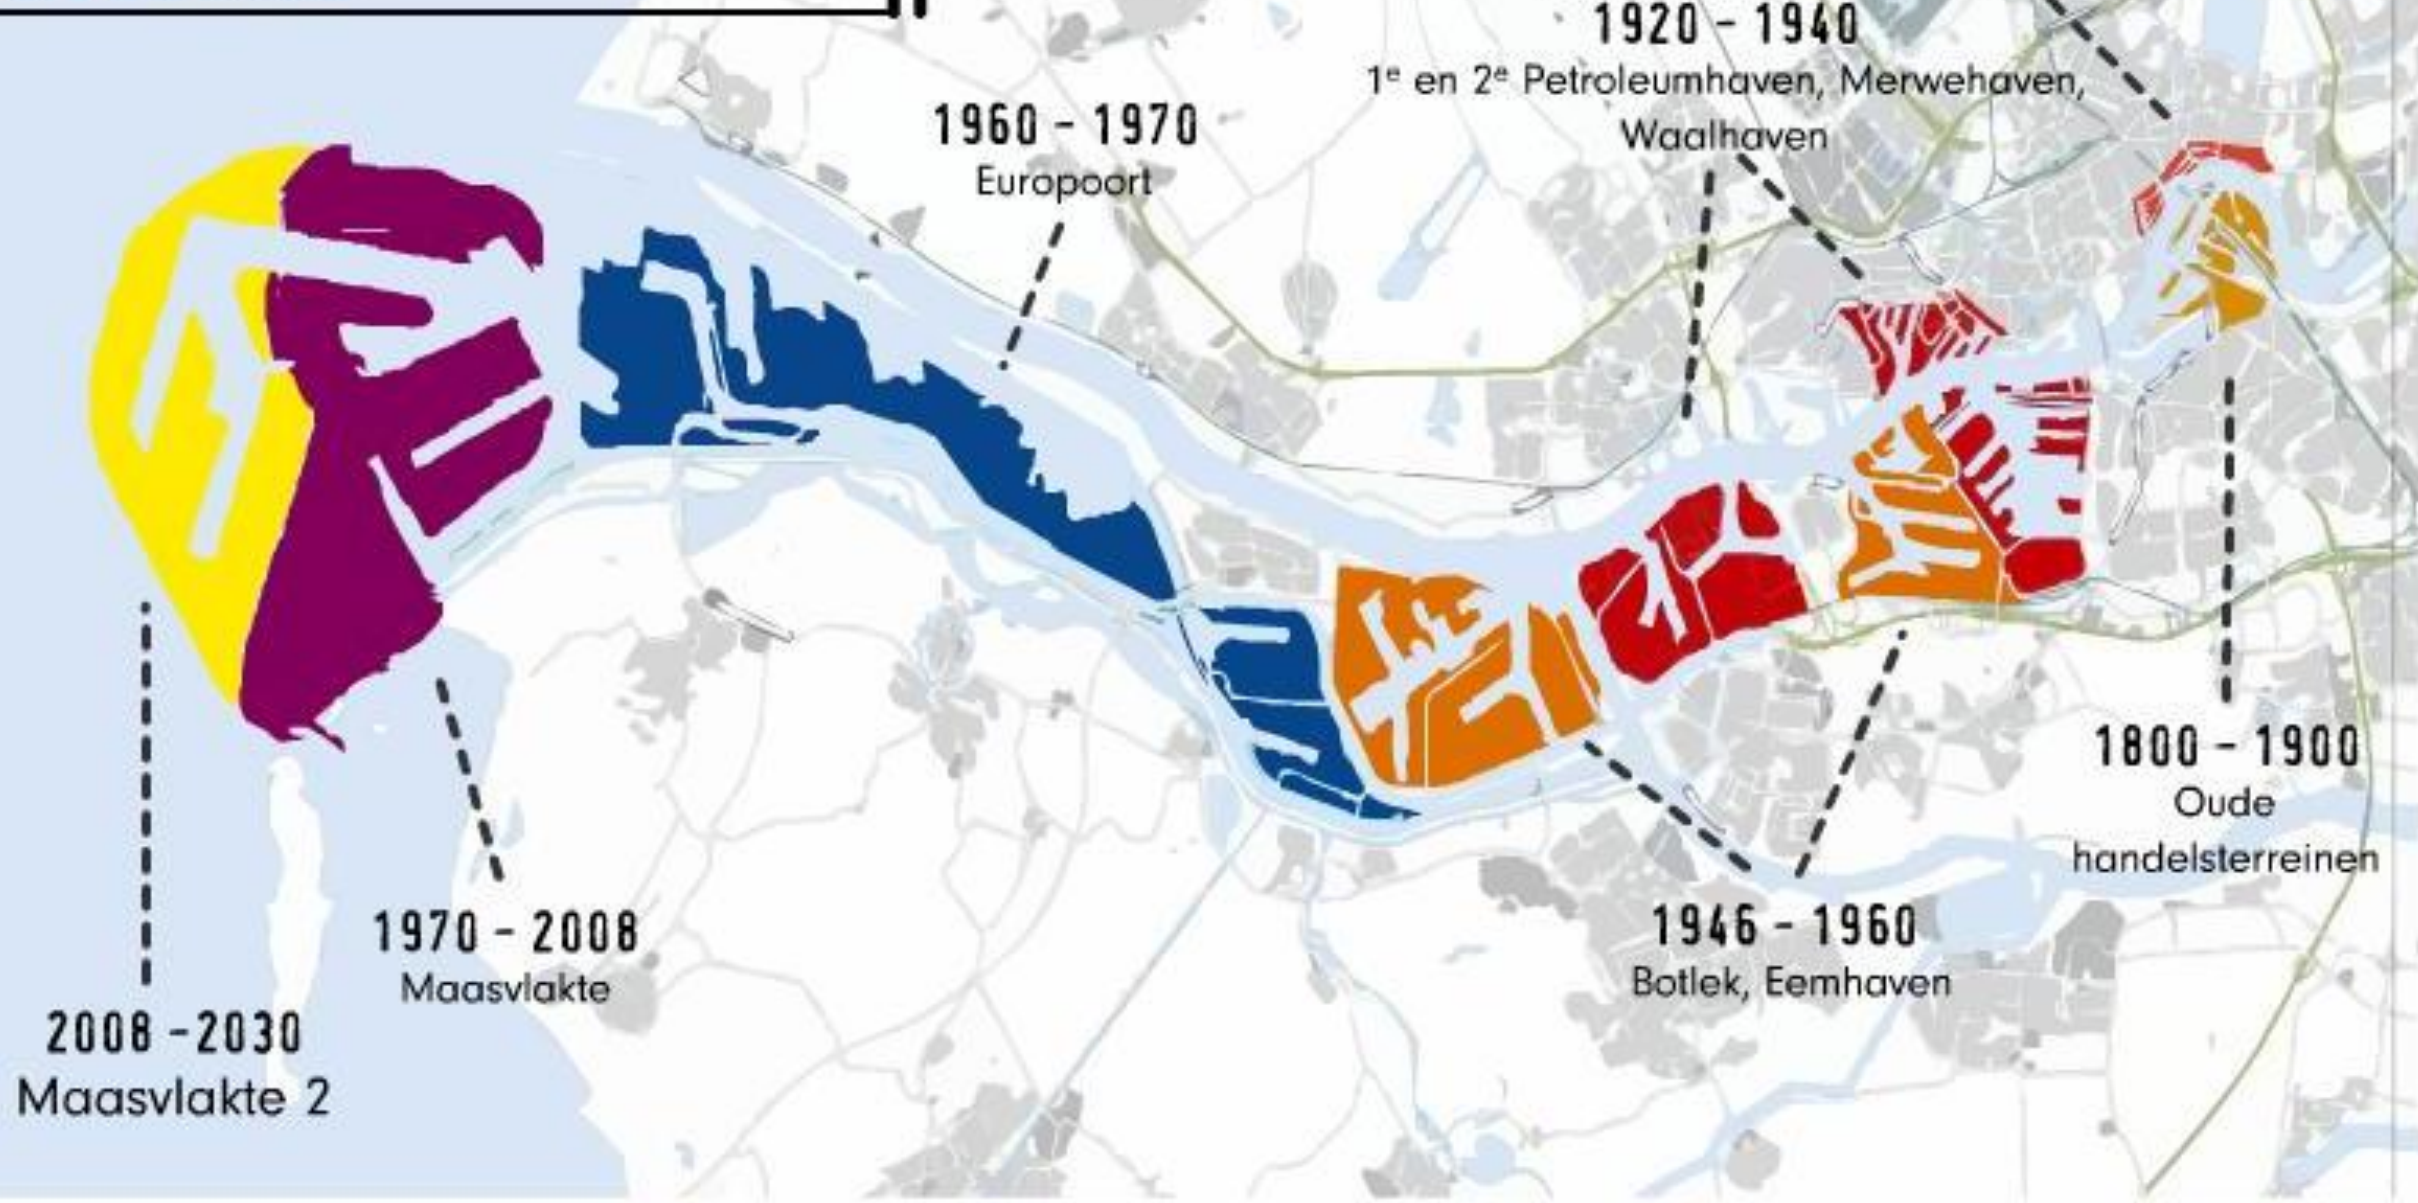 1920 - 1940
1e en 2e Petroleumhaven, Merwehaven,
Waalhaven
1960 - 1970
Europoort
1800 - 1900
Oude
handelsterreinen
1946 - 1960
Botlek, Eemhaven
1970 - 2008
Maasvlakte
2008 -2030
Maasvlakte 2